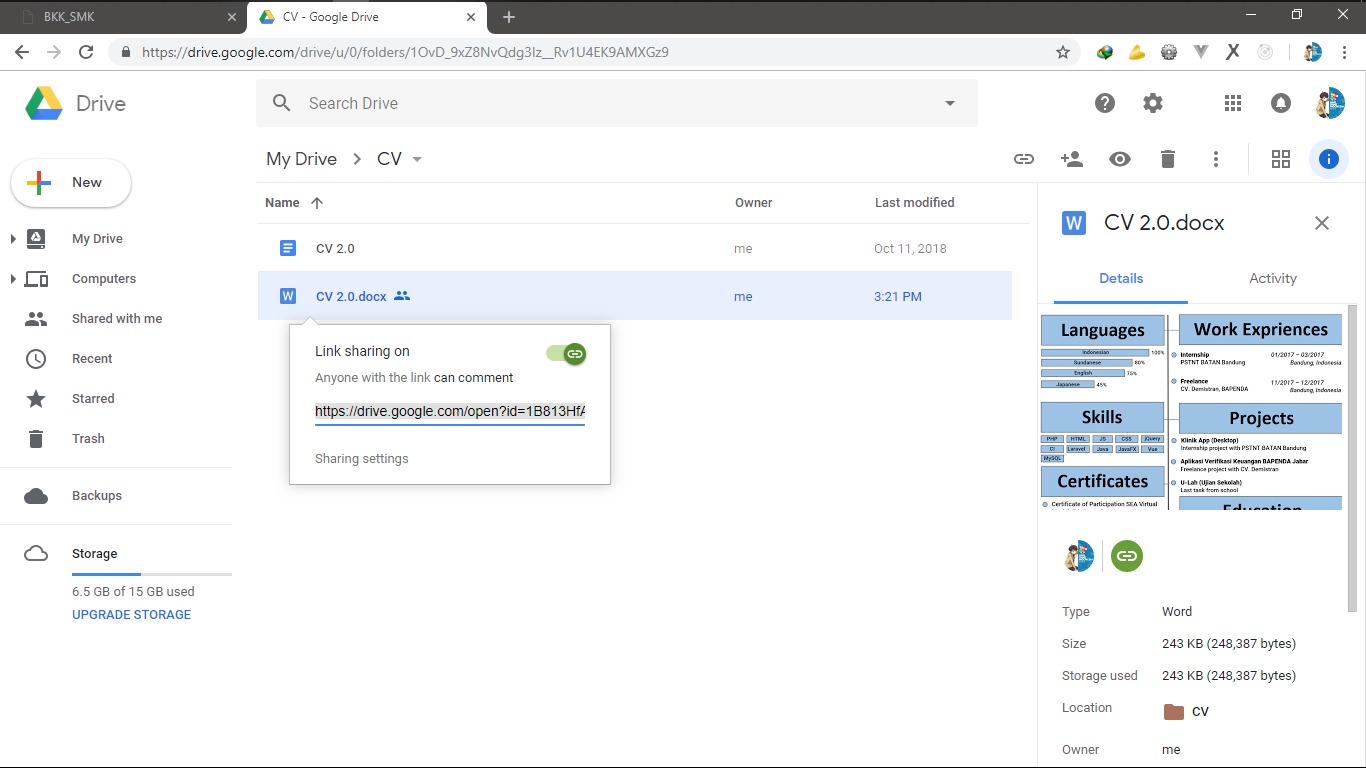 BKK_SMK
CV - Google Drive
https://drive.google.com/drive/u/0/folders/1OvD_9xZ8NvQdg3Iz__Rv1U4EK9AMXGz9
Drive
Search Drive
My Drive > CV
New
My Drive
Computers
Shared with me
Recent
Starred
Trash
Backups
Storage
6.5 GB of 15 GB used
UPGRADE STORAGE
Name Owner Last modified
CV 2.0 me Oct 11, 2018
CV 2.0.docx me 3:21 PM
Link sharing on
Anyone with the link can comment
https://drive.google.com/open?id=1B813HfA
Sharing settings
CV 2.0.docx
Details Activity
Languages
Indonesian 100%
Sundanese 80%
English 75%
Japanese 45%
Skills
PHP HTML JS CSS jQuery
CI Laravel Java JavaFX Vue
MySQL
Certificates
Certificate of Participation SEA Virtual
Work Expriences
Internship 01/2017 – 03/2017
PSTNT BATAN Bandung Bandung, Indonesia
Freelance 11/2017 – 12/2017
CV. Demistran, BAPENDA Bandung, Indonesia
Projects
Klinik App (Desktop)
Internship project with PSTNT BATAN Bandung
Aplikasi Verifikasi Keuangan BAPENDA Jabar
Freelance project with CV. Demistran
U-Lah (Ujian Sekolah)
Last task from school
Education
Type Word
Size 243 KB (248,387 bytes)
Storage used 243 KB (248,387 bytes)
Location CV
Owner me